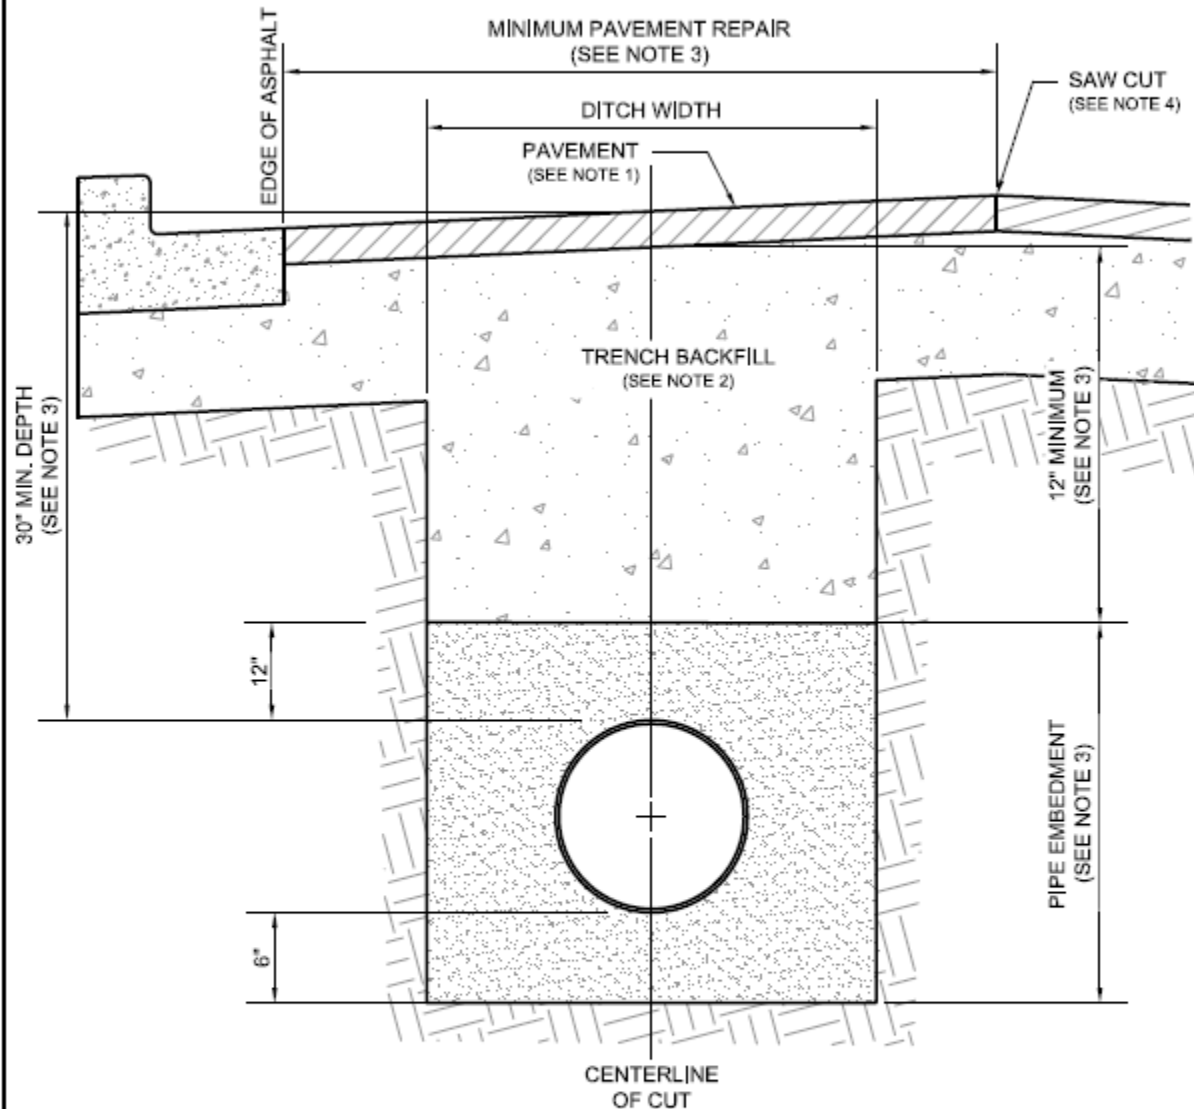 MINIMUM PAVEMENT REPAIR
(SEE NOTE 3)
EDGE OF ASPHALT
SAW CUT
(SEE NOTE 4)
DITCH WIDTH
PAVEMENT
(SEE NOTE 1)
TRENCH BACKFILL
(SEE NOTE 2)
30" MIN. DEPTH
(SEE NOTE 3)
12" MINIMUM
(SEE NOTE 3)
12"
PIPE EMBEDMENT
(SEE NOTE 3)
6"
CENTERLINE
OF CUT